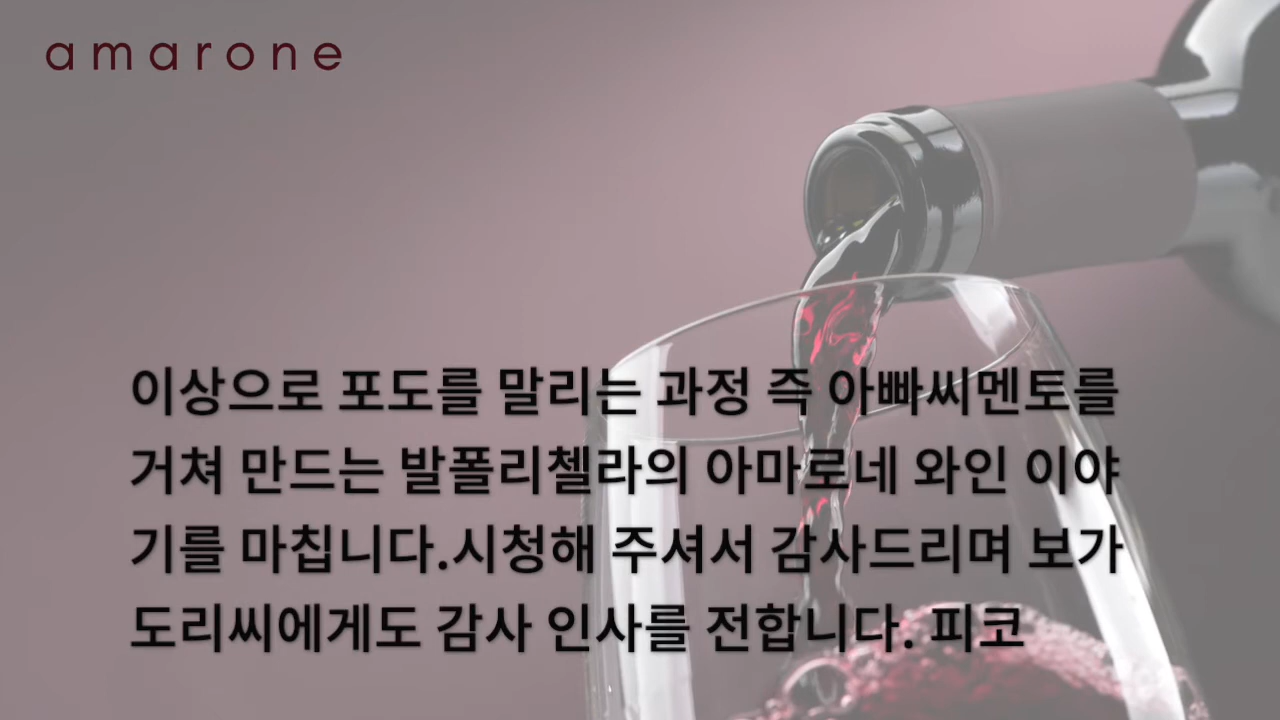 amarone
이상으로 포도를 말리는 과정 즉 아빠씨멘토를
거쳐 만드는 발폴리첼라의 아마로네 와인 이야
기를 마칩니다.시청해 주셔서 감사드리며 보가
도리씨에게도 감사 인사를 전합니다. 피코